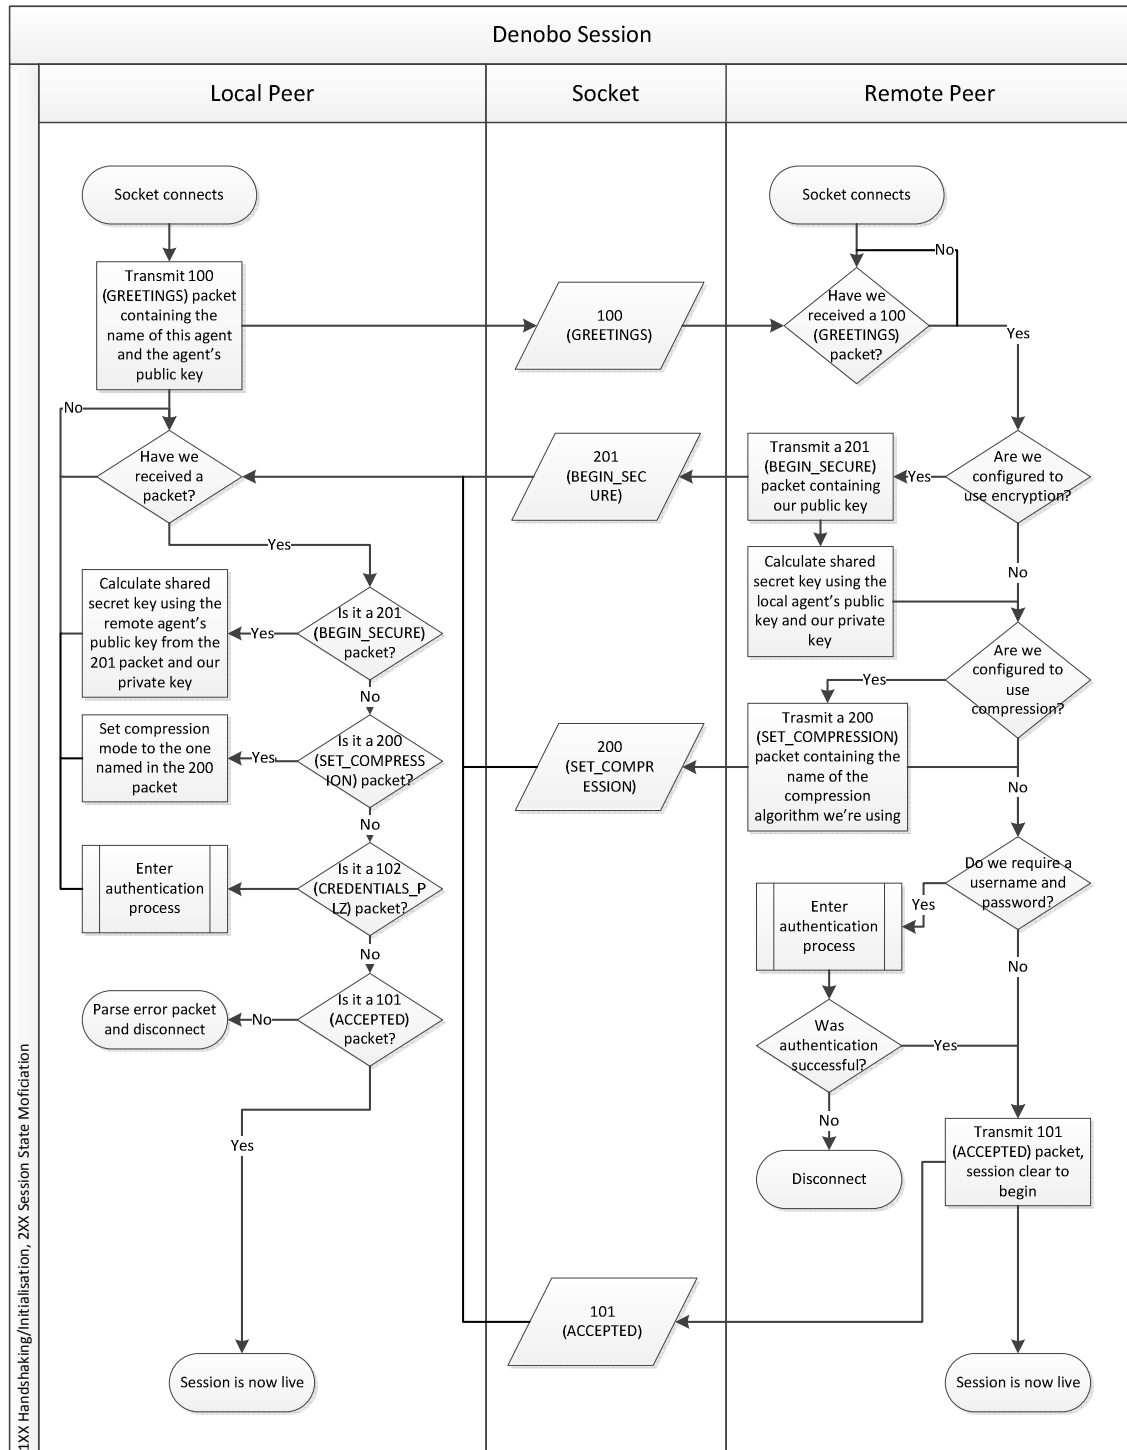 Denobo Session
Local Peer
Socket
Remote Peer
1XX Handshaking/Initialisation, 2XX Session State Moficiation
Socket connects
Transmit 100
(GREETINGS) packet
containing the
name of this agent
and the agent's
public key
No
Have we
received a
packet?
Yes
Calculate shared
secret key using the
remote agent's
public key from the
201 packet and our
private key
Yes
Is it a 201
(BEGIN_SECURE)
packet?
No
Set compression
mode to the one
named in the 200
packet
Yes
Is it a 200
(SET_COMPRESS
ION) packet?
No
Enter
authentication
process
Is it a 102
(CREDENTIALS_P
LZ) packet?
No
Parse error packet
and disconnect
No
Is it a 101
(ACCEPTED)
packet?
Yes
Session is now live
100
(GREETINGS)
201
(BEGIN_SEC
URE)
200
(SET_COMPR
ESSION)
101
(ACCEPTED)
Socket connects
No
Have we
received a 100
(GREETINGS)
packet?
Yes
Transmit a 201
(BEGIN_SECURE)
packet containing
our public key
Yes
Are we
configured to
use encryption?
No
Calculate shared
secret key using the
local agent's public
key and our private
key
Are we
configured to
use
compression?
Yes
Trasmit a 200
(SET_COMPRESSION)
packet containing the
name of the
compression
algorithm we're using
No
Do we require a
username and
password?
Yes
Enter
authentication
process
No
Was
authentication
successful?
Yes
No
Disconnect
Transmit 101
(ACCEPTED) packet,
session clear to
begin
Session is now live